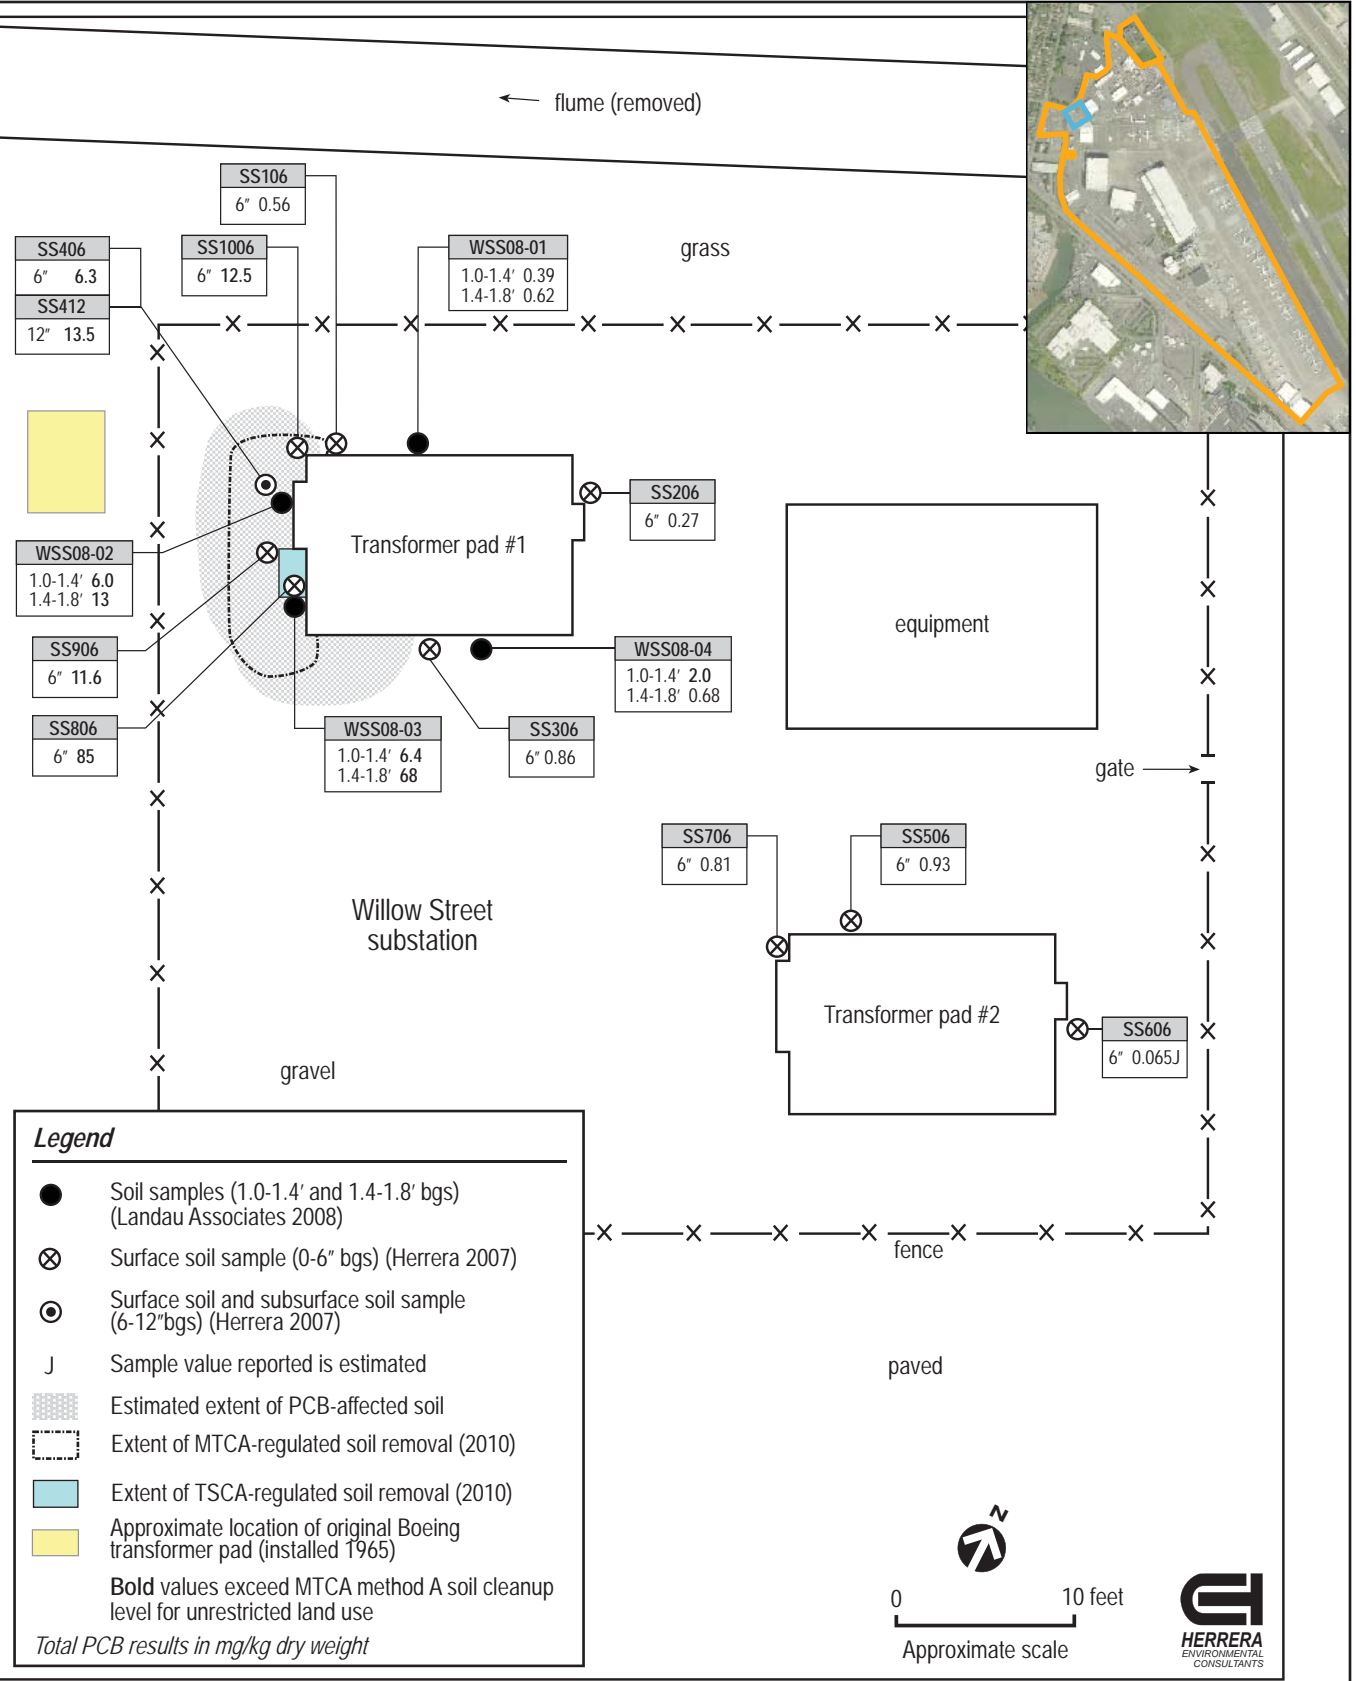 flume (removed)
SS106
6" 0.56
SS406
6" 6.3
SS412
12" 13.5
SS1006
6" 12.5
WSS08-01
1.0-1.4' 0.39
1.4-1.8' 0.62
grass
Transformer pad #1
SS206
6" 0.27
WSS08-02
1.0-1.4' 6.0
1.4-1.8' 13
equipment
SS906
6" 11.6
WSS08-04
1.0-1.4' 2.0
1.4-1.8' 0.68
SS806
6" 85
WSS08-03
1.0-1.4' 6.4
1.4-1.8' 68
SS306
6" 0.86
gate
SS706
6" 0.81
SS506
6" 0.93
Willow Street
substation
Transformer pad #2
SS606
6" 0.065J
gravel
Legend
Soil samples (1.0-1.4' and 1.4-1.8' bgs)
(Landau Associates 2008)
Surface soil sample (0-6" bgs) (Herrera 2007)
Surface soil and subsurface soil sample
(6-12"bgs) (Herrera 2007)
J Sample value reported is estimated
Estimated extent of PCB-affected soil
Extent of MTCA-regulated soil removal (2010)
Extent of TSCA-regulated soil removal (2010)
Approximate location of original Boeing
transformer pad (installed 1965)
Bold values exceed MTCA method A soil cleanup
level for unrestricted land use
Total PCB results in mg/kg dry weight
fence
paved
N
0 10 feet
Approximate scale
HERRERA
ENVIRONMENTAL
CONSULTANTS